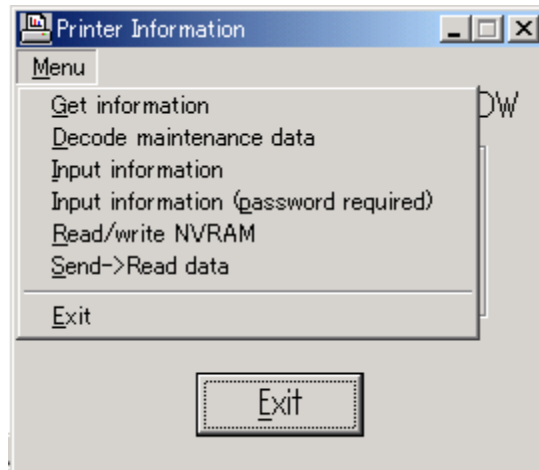 Printer Information
Menu
DW
Get information
Decode maintenance data
Input information
Input information (password required)
Read/write NVRAM
Send->Read data
Exit
Exit